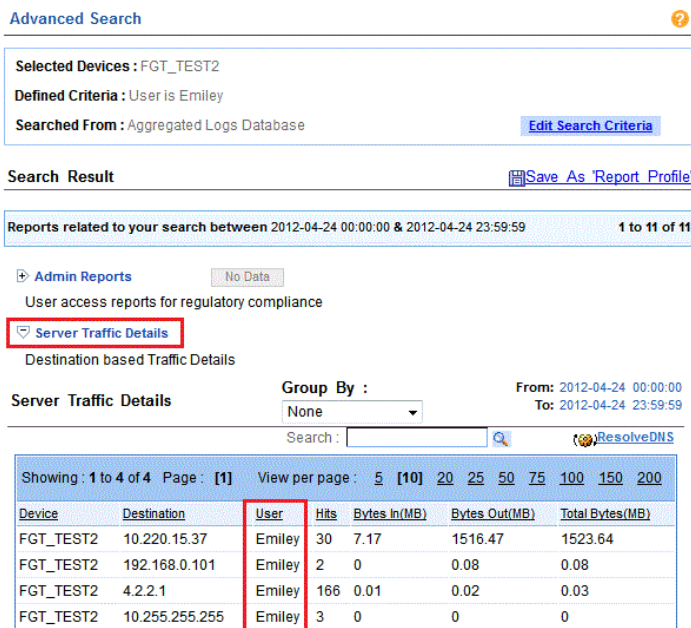 Advanced Search
?
Selected Devices : FGT_TEST2
Defined Criteria : User is Emiley
Searched From : Aggregated Logs Database
Edit Search Criteria
Search Result
Save As 'Report Profile'
Reports related to your search between 2012-04-24 00:00:00 & 2012-04-24 23:59:59 1 to 11 of 11
Admin Reports No Data
User access reports for regulatory compliance
Server Traffic Details
Destination based Traffic Details
Server Traffic Details
Group By :
None
From: 2012-04-24 00:00:00
To: 2012-04-24 23:59:59
Search :
ResolveDNS
Showing : 1 to 4 of 4 Page : [1] View per page : 5 [10] 20 25 50 75 100 150 200
Device Destination User Hits Bytes In(MB) Bytes Out(MB) Total Bytes(MB)
FGT_TEST2 10.220.15.37 Emiley 30 7.17 1516.47 1523.64
FGT_TEST2 192.168.0.101 Emiley 2 0 0.08 0.08
FGT_TEST2 4.2.2.1 Emiley 166 0.01 0.02 0.03
FGT_TEST2 10.255.255.255 Emiley 3 0 0 0